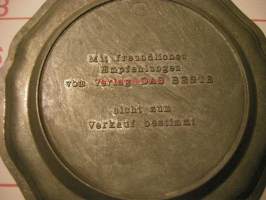 Mit freundlichen
Empfehlungen
vom Verlag DAS BESTE
nicht zum
Verkauf bestimmt